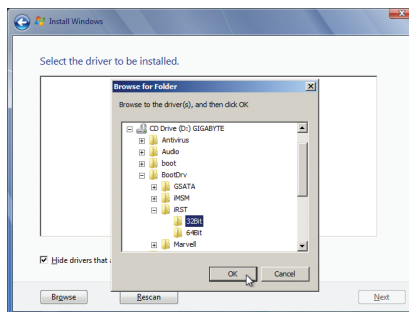 Install Windows
Select the driver to be installed.
Browse for Folder
Browse to the driver(s), and then click OK
CD Drive (D:) GIGABYTE
Antivirus
Audio
boot
BootDrv
GSATA
iMSM
iRST
32Bit
64Bit
Marvell
Hide drivers that
OK
Cancel
Browse
Rescan
Next